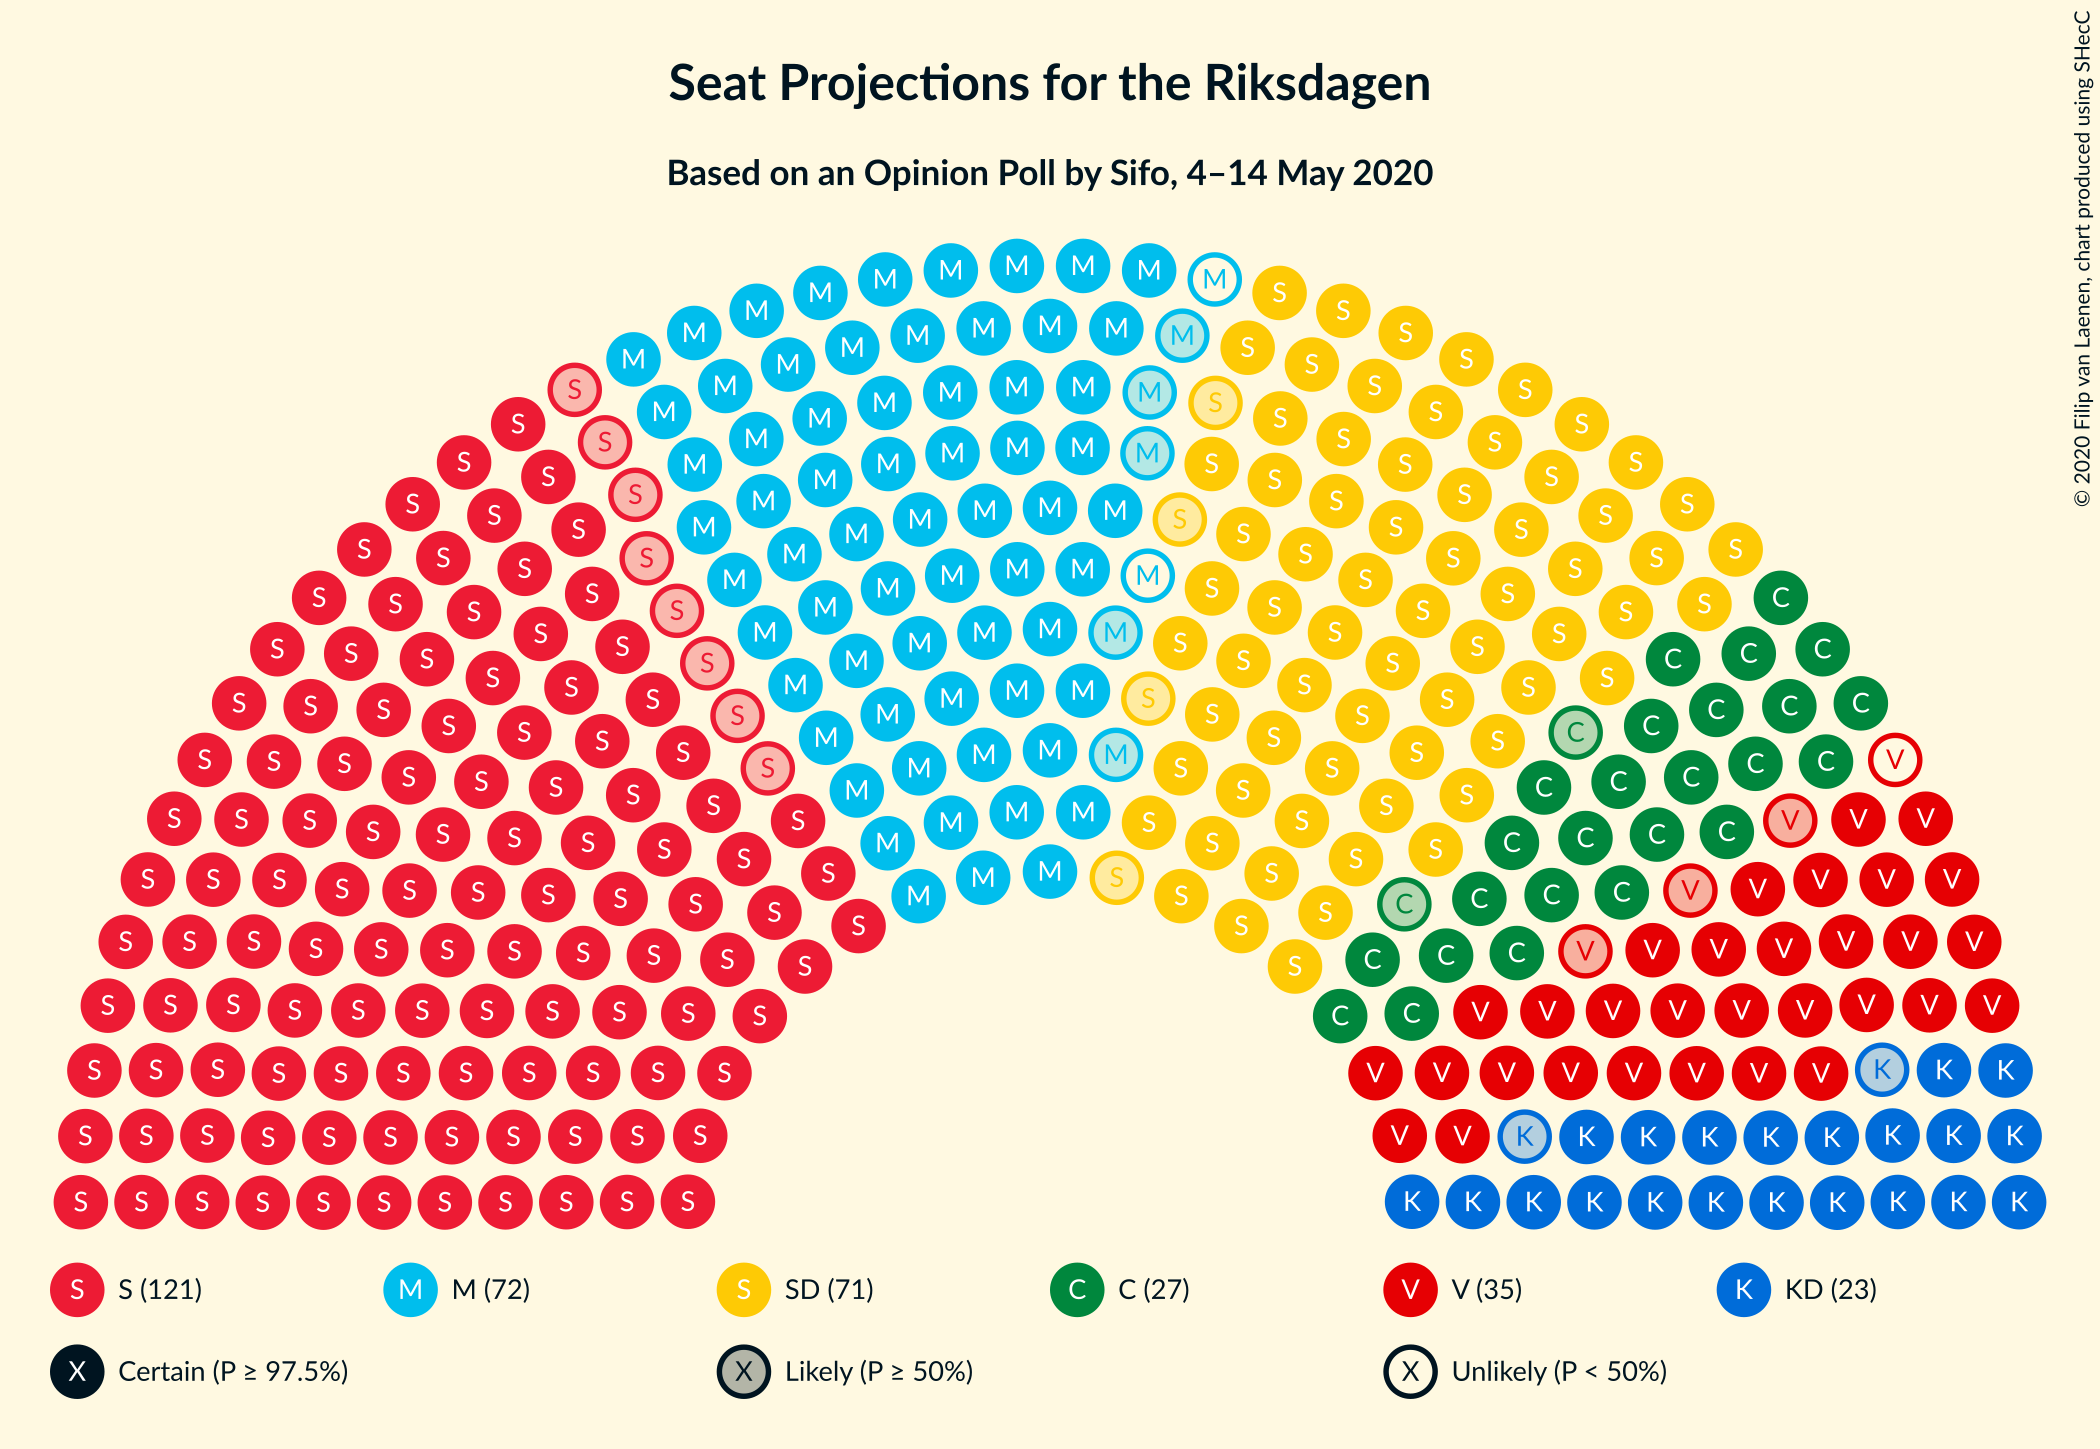 Seat Projections for the Riksdagen
Based on an Opinion Poll by Sifo, 4–14 May 2020
© 2020 Filip van Laenen, chart produced using SHecC
S S (121) M M (72) S SD (71) C C (27) V V (35) K KD (23)
X Certain (P ≥ 97.5%) X Likely (P ≥ 50%) X Unlikely (P < 50%)